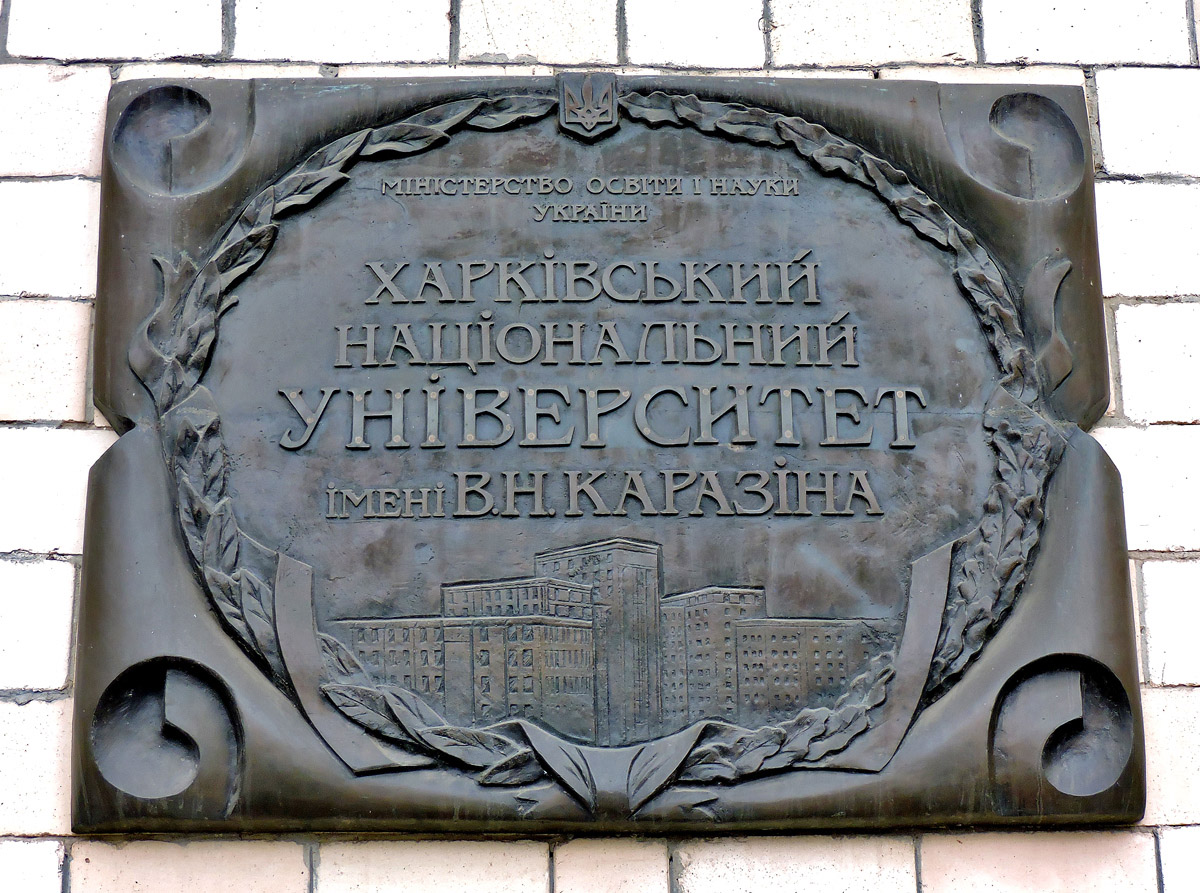 МІНІСТЕРСТВО ОСВІТИ І НАУКИ
УКРАЇНИ
ХАРКІВСЬКИЙ
НАЦІОНАЛЬНИЙ
УНІВЕРСИТЕТ
ІМЕНІ В.Н. КАРАЗІНА